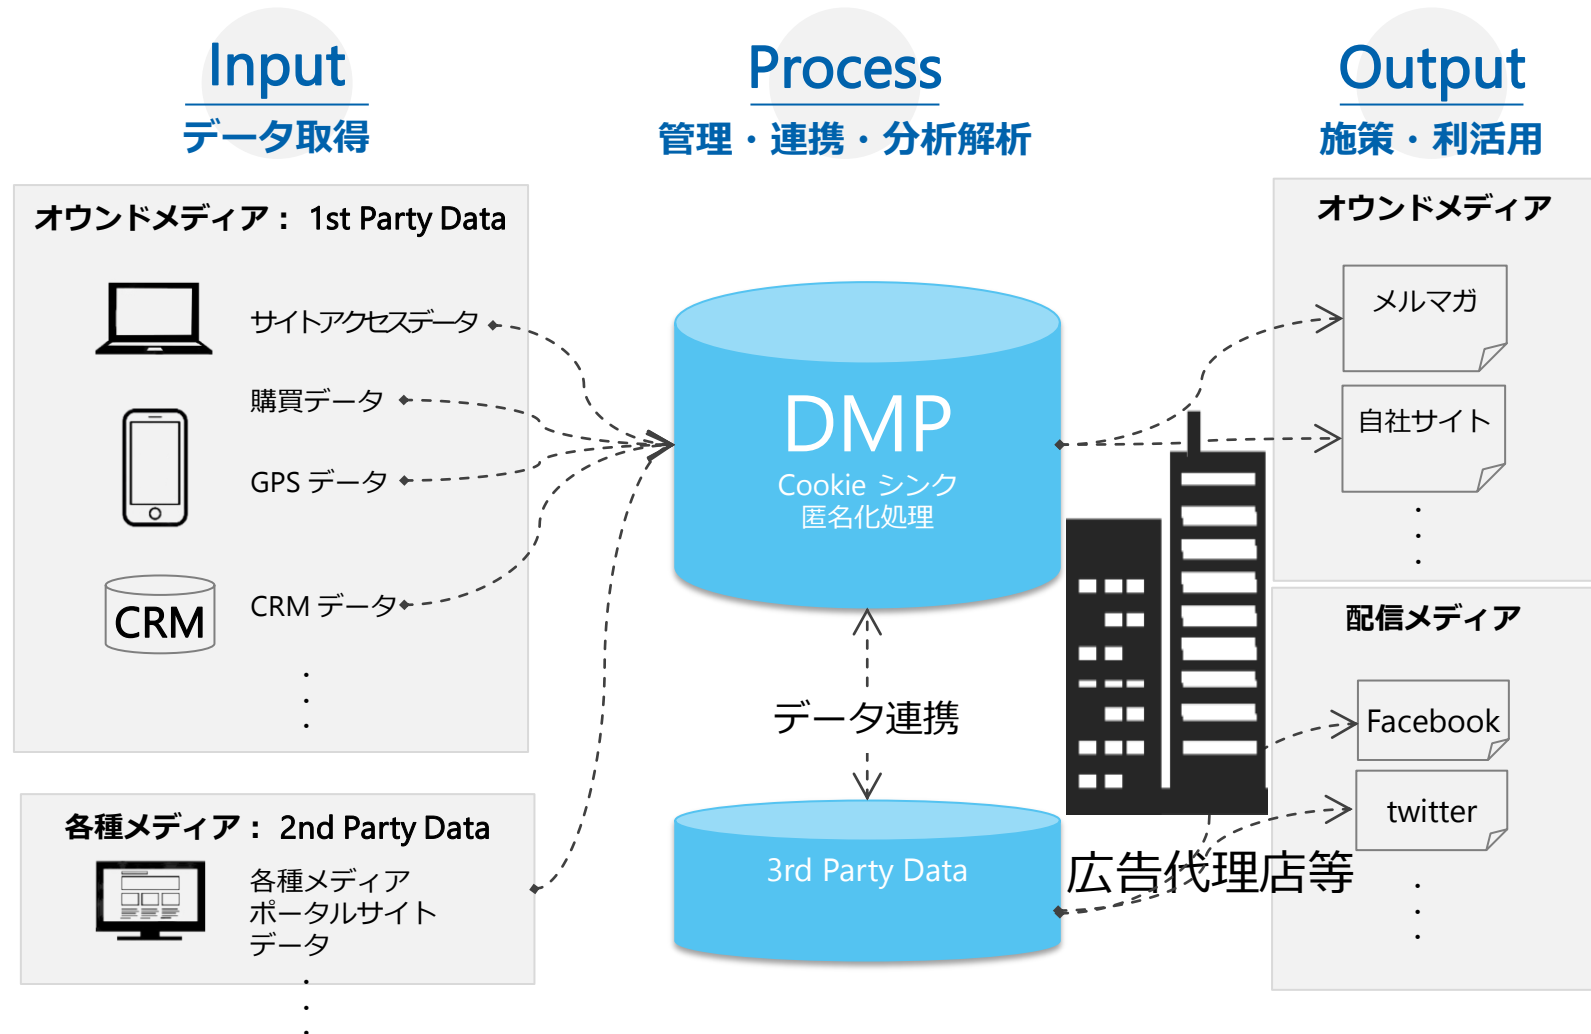 Input
データ取得
オウンドメディア： 1st Party Data
サイトアクセスデータ
購買データ
GPS データ
CRM
CRM データ
・
・
・
各種メディア： 2nd Party Data
各種メディア
ポータルサイト
データ
・
・
・
Process
管理・連携・分析解析
DMP
Cookie シンク
匿名化処理
データ連携
3rd Party Data
広告代理店等
Output
施策・利活用
オウンドメディア
メルマガ
自社サイト
・
・
・
配信メディア
Facebook
twitter
・
・
・